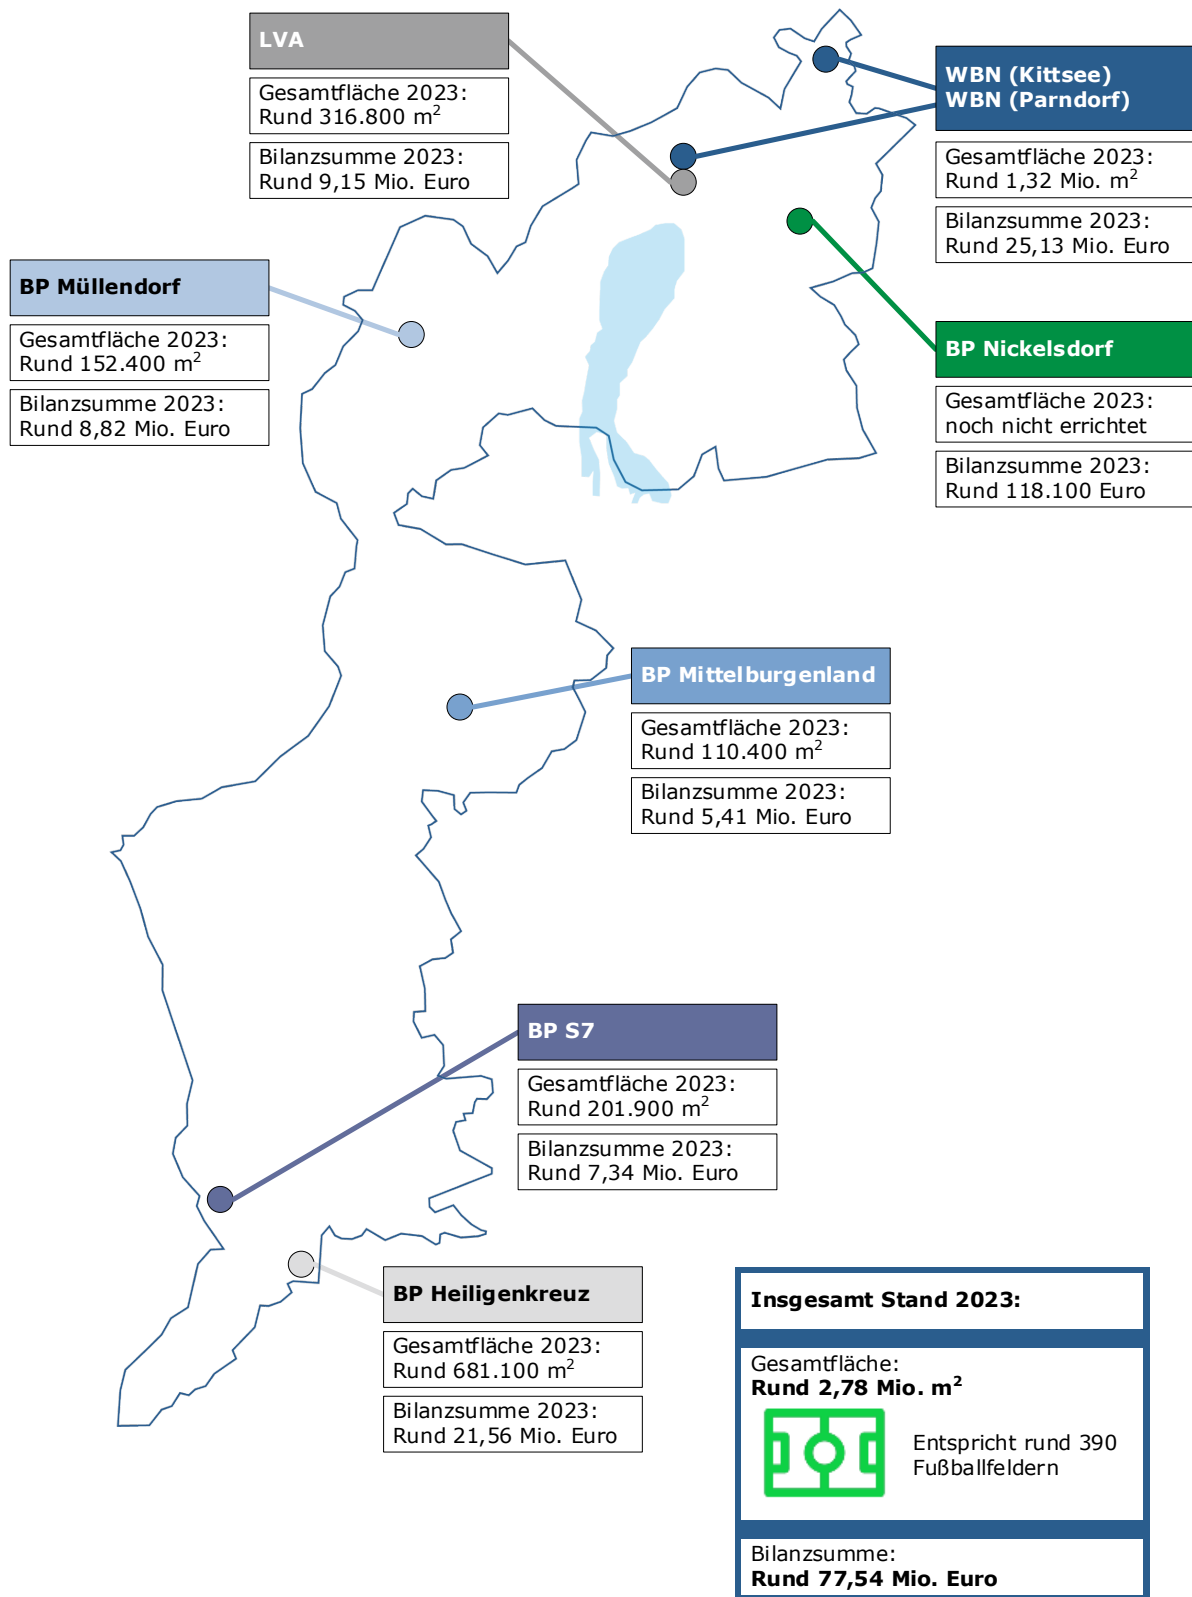 LVA
Gesamtfläche 2023:
Rund 316.800 m²
Bilanzsumme 2023:
Rund 9,15 Mio. Euro
WBN (Kittsee)
WBN (Parndorf)
Gesamtfläche 2023:
Rund 1,32 Mio. m²
Bilanzsumme 2023:
Rund 25,13 Mio. Euro
BP Müllendorf
Gesamtfläche 2023:
Rund 152.400 m²
Bilanzsumme 2023:
Rund 8,82 Mio. Euro
BP Nickelsdorf
Gesamtfläche 2023:
noch nicht errichtet
Bilanzsumme 2023:
Rund 118.100 Euro
BP Mittelburgenland
Gesamtfläche 2023:
Rund 110.400 m²
Bilanzsumme 2023:
Rund 5,41 Mio. Euro
BP S7
Gesamtfläche 2023:
Rund 201.900 m²
Bilanzsumme 2023:
Rund 7,34 Mio. Euro
BP Heiligenkreuz
Gesamtfläche 2023:
Rund 681.100 m²
Bilanzsumme 2023:
Rund 21,56 Mio. Euro
Insgesamt Stand 2023:
Gesamtfläche:
Rund 2,78 Mio. m²
Entspricht rund 390
Fußballfeldern
Bilanzsumme:
Rund 77,54 Mio. Euro